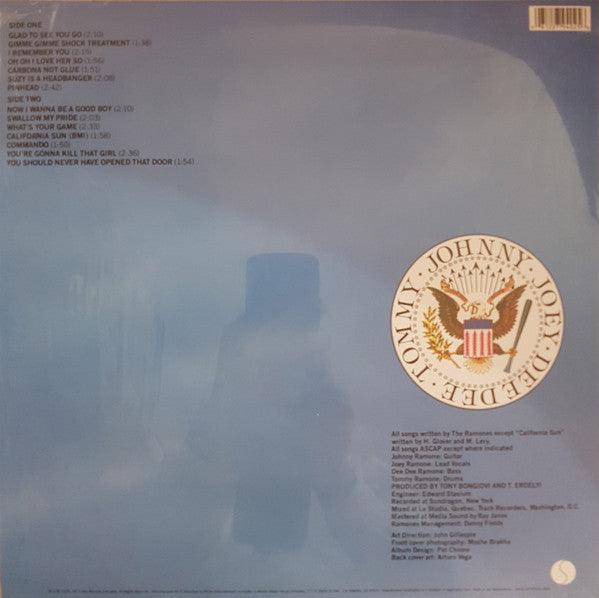 SIDE ONE
GLAD TO SEE YOU GO (2:10)
GIMME GIMME SHOCK TREATMENT (1:38)
I REMEMBER YOU (2:15)
OH OH I LOVE HER SO (1:56)
CARBONA NOT GLUE (1:51)
SUZY IS A HEADBANGER (2:08)
PINHEAD (2:42)
SIDE TWO
NOW I WANNA BE A GOOD BOY (2:10)
SWALLOW MY PRIDE (2:03)
WHAT'S YOUR GAME (2:33)
CALIFORNIA SUN (BMI) (1:58)
COMMANDO (1:50)
YOU'RE GONNA KILL THAT GIRL (2:36)
YOU SHOULD NEVER HAVE OPENED THAT DOOR (1:54)
TOMMY · JOHNNY · JOEY · DEE DEE ·
All songs written by The Ramones except "California Sun"
written by H. Glover and M. Levy.
All songs ASCAP except where indicated
Johnny Ramone: Guitar
Joey Ramone: Lead Vocals
Dee Dee Ramone: Bass
Tommy Ramone: Drums
PRODUCED BY TONY BONGIOVI AND T. ERDELYI
Engineer: Edward Stasium
Recorded at Sundragon, New York
Mixed at Le Studio, Quebec, Track Recorders, Washington, D.C.
Mastered at Media Sound by Ray Janos
Ramones Management: Danny Fields
Art Direction: John Gillespie
Front cover photography: Moshe Brakha
Album Design: Pat Chiono
Back cover art: Arturo Vega